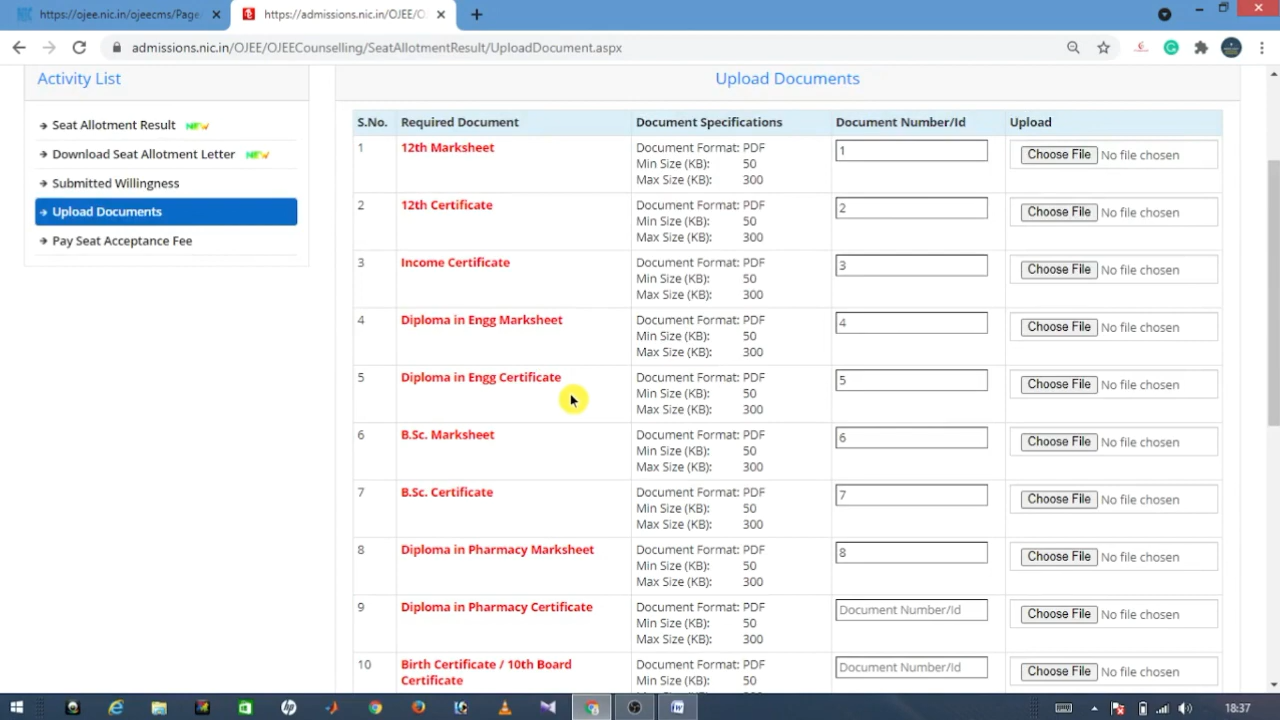 https://ojee.nic.in/ojeecms/Page
https://admissions.nic.in/OJEE/O
admissions.nic.in/OJEE/OJEECounselling/SeatAllotmentResult/UploadDocument.aspx
Activity List
Seat Allotment Result NEW
Download Seat Allotment Letter NEW
Submitted Willingness
Upload Documents
Pay Seat Acceptance Fee
Upload Documents
S.No. Required Document Document Specifications Document Number/Id Upload
1 12th Marksheet Document Format: PDF 1 Choose File No file chosen
Min Size (KB): 50
Max Size (KB): 300
2 12th Certificate Document Format: PDF 2 Choose File No file chosen
Min Size (KB): 50
Max Size (KB): 300
3 Income Certificate Document Format: PDF 3 Choose File No file chosen
Min Size (KB): 50
Max Size (KB): 300
4 Diploma in Engg Marksheet Document Format: PDF 4 Choose File No file chosen
Min Size (KB): 50
Max Size (KB): 300
5 Diploma in Engg Certificate Document Format: PDF 5 Choose File No file chosen
Min Size (KB): 50
Max Size (KB): 300
6 B.Sc. Marksheet Document Format: PDF 6 Choose File No file chosen
Min Size (KB): 50
Max Size (KB): 300
7 B.Sc. Certificate Document Format: PDF 7 Choose File No file chosen
Min Size (KB): 50
Max Size (KB): 300
8 Diploma in Pharmacy Marksheet Document Format: PDF 8 Choose File No file chosen
Min Size (KB): 50
Max Size (KB): 300
9 Diploma in Pharmacy Certificate Document Format: PDF Document Number/Id Choose File No file chosen
Min Size (KB): 50
Max Size (KB): 300
10 Birth Certificate / 10th Board Document Format: PDF Document Number/Id Choose File No file chosen
Certificate Min Size (KB): 50
18:37